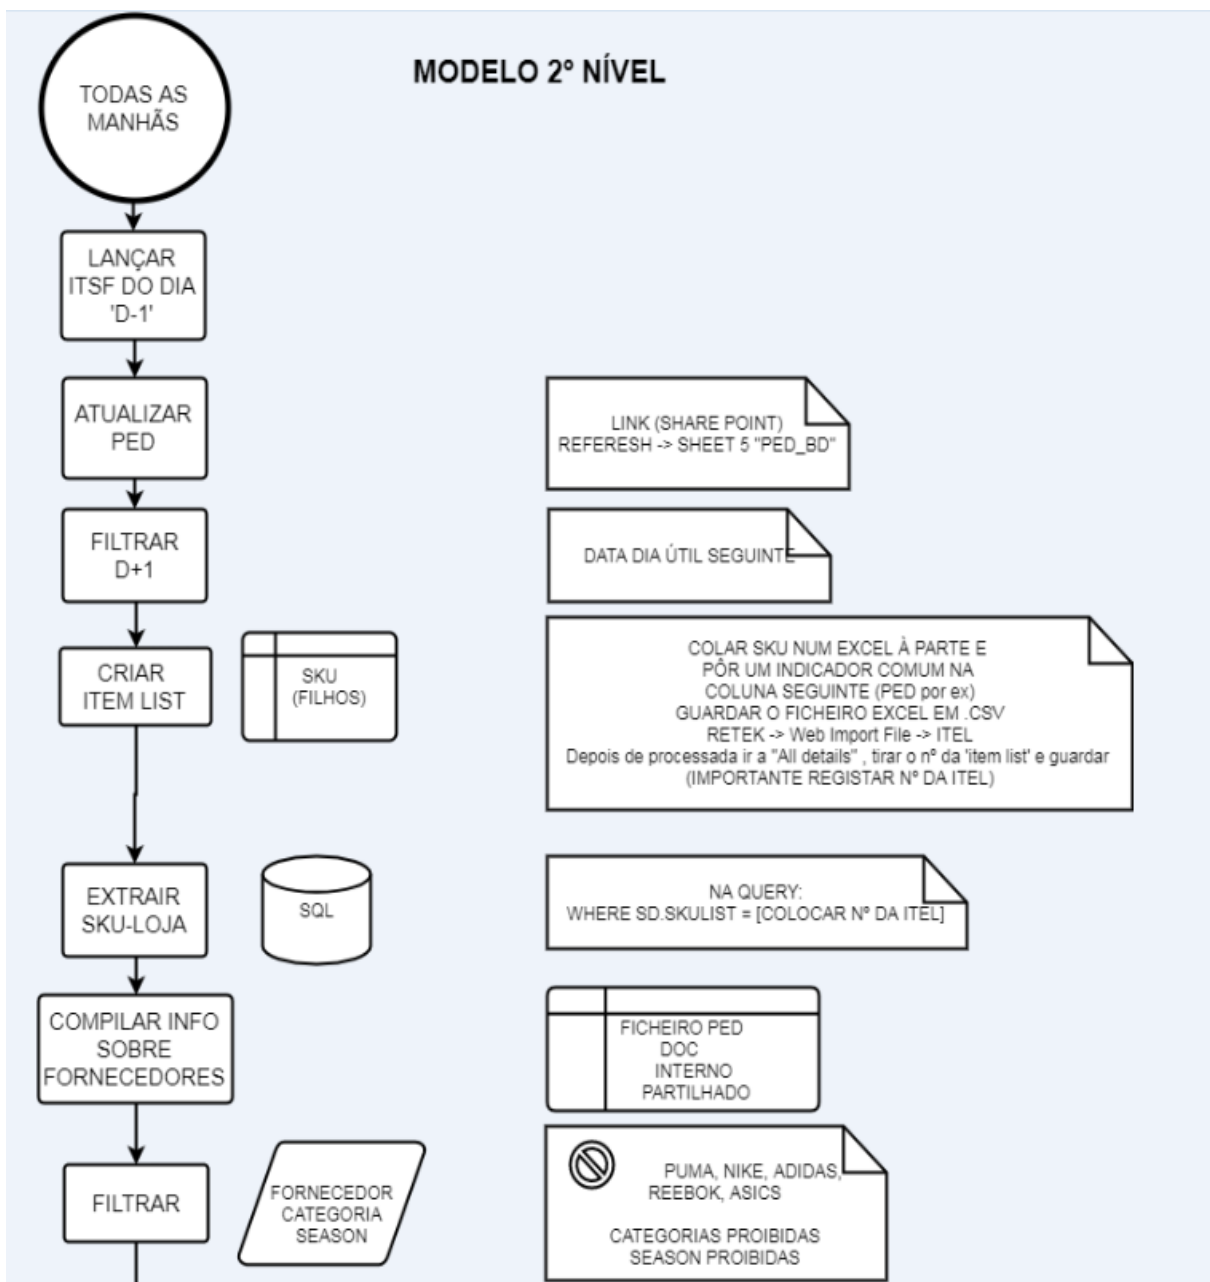 MODELO 2º NÍVEL
TODAS AS
MANHÃS
LANÇAR
ITSF DO DIA
'D-1'
ATUALIZAR
PED
LINK (SHARE POINT)
REFERESH -> SHEET 5 "PED_BD"
FILTRAR
D+1
DATA DIA ÚTIL SEGUINTE
CRIAR
ITEM LIST
SKU
(FILHOS)
COLAR SKU NUM EXCEL À PARTE E
PÔR UM INDICADOR COMUM NA
COLUNA SEGUINTE (PED por ex)
GUARDAR O FICHEIRO EXCEL EM .CSV
RETEK -> Web Import File -> ITEL
Depois de processada ir a "All details" , tirar o nº da 'item list' e guardar
(IMPORTANTE REGISTAR Nº DA ITEL)
EXTRAIR
SKU-LOJA
SQL
NA QUERY:
WHERE SD.SKULIST = [COLOCAR Nº DA ITEL]
COMPILAR INFO
SOBRE
FORNECEDORES
FICHEIRO PED
DOC
INTERNO
PARTILHADO
FILTRAR
FORNECEDOR
CATEGORIA
SEASON
PUMA, NIKE, ADIDAS,
REEBOK, ASICS
CATEGORIAS PROIBIDAS
SEASON PROIBIDAS